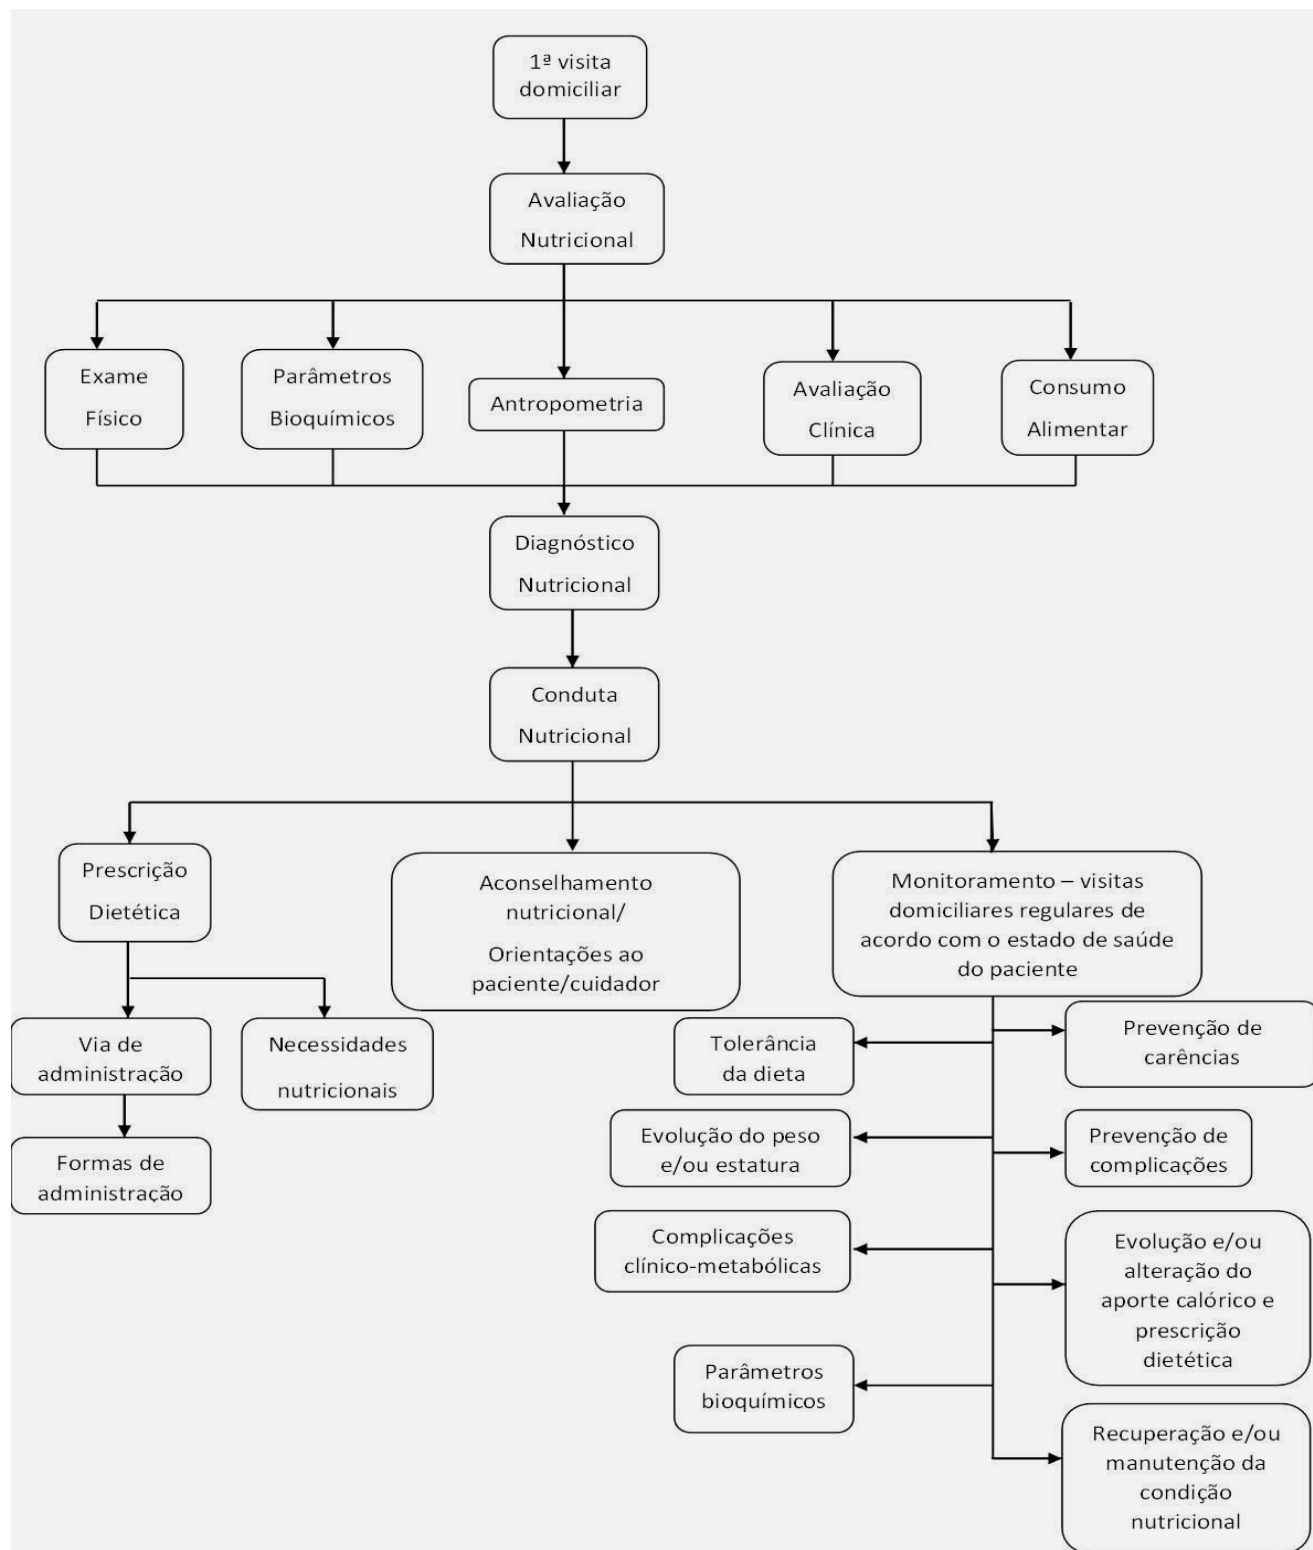 1ª visita
domiciliar
Avaliação
Nutricional
Exame
Físico
Parâmetros
Bioquímicos
Antropometria
Avaliação
Clínica
Consumo
Alimentar
Diagnóstico
Nutricional
Conduta
Nutricional
Prescrição
Dietética
Aconselhamento
nutricional/
Orientações ao
paciente/cuidador
Monitoramento – visitas
domiciliares regulares de
acordo com o estado de saúde
do paciente
Via de
administração
Necessidades
nutricionais
Formas de
administração
Tolerância
da dieta
Prevenção de
carências
Evolução do peso
e/ou estatura
Prevenção de
complicações
Complicações
clínico-metabólicas
Evolução e/ou
alteração do
aporte calórico e
prescrição
dietética
Parâmetros
bioquímicos
Recuperação e/ou
manutenção da
condição
nutricional